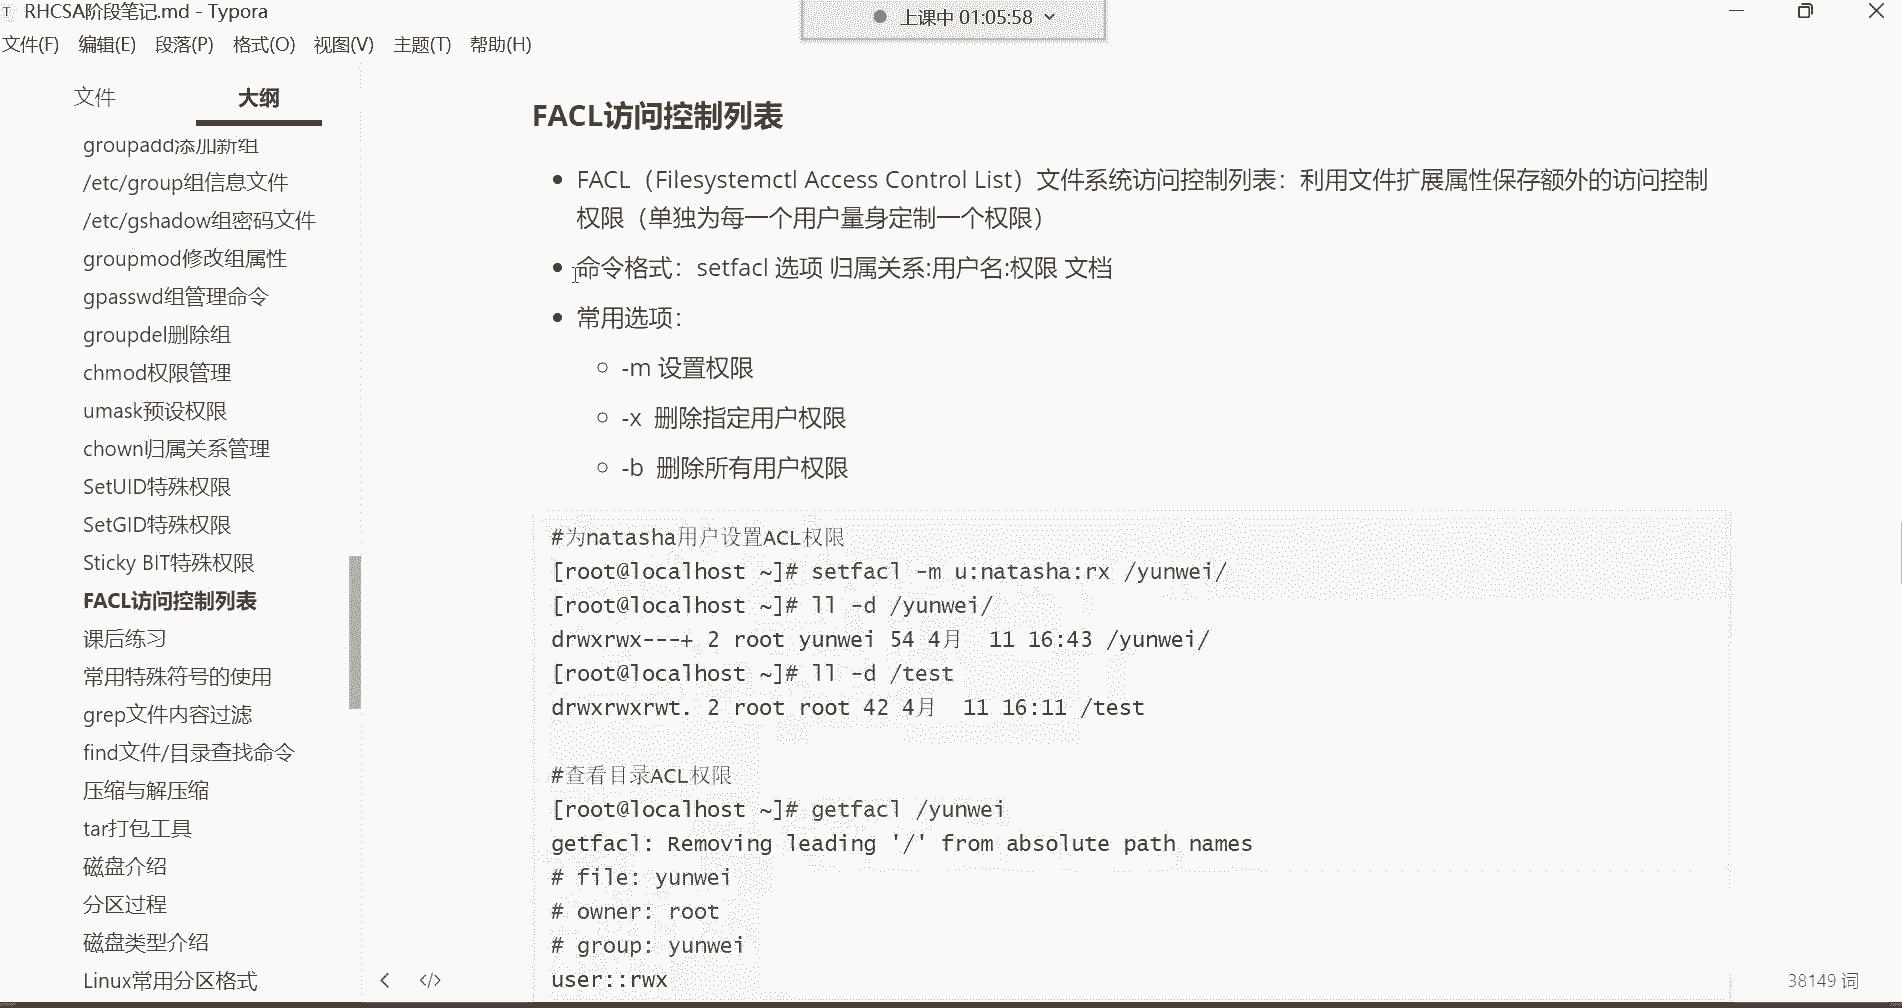 RHCSA阶段笔记.md - Typora
上课中 01:05:58
文件(F) 编辑(E) 段落(P) 格式(O) 视图(V) 主题(T) 帮助(H)
文件 大纲
groupadd添加新组
/etc/group组信息文件
/etc/gshadow组密码文件
groupmod修改组属性
gpasswd组管理命令
groupdel删除组
chmod权限管理
umask预设权限
chown归属关系管理
SetUID特殊权限
SetGID特殊权限
Sticky BIT特殊权限
FACL访问控制列表
课后练习
常用特殊符号的使用
grep文件内容过滤
find文件/目录查找命令
压缩与解压缩
tar打包工具
磁盘介绍
分区过程
磁盘类型介绍
Linux常用分区格式
FACL访问控制列表
FACL（Filesystemctl Access Control List）文件系统访问控制列表：利用文件扩展属性保存额外的访问控制
权限（单独为每一个用户量身定制一个权限）
命令格式：setfacl 选项 归属关系:用户名:权限 文档
常用选项：
-m 设置权限
-x 删除指定用户权限
-b 删除所有用户权限
#为natasha用户设置ACL权限
[root@localhost ~]# setfacl -m u:natasha:rx /yunwei/
[root@localhost ~]# ll -d /yunwei/
drwxrwx---+ 2 root yunwei 54 4月  11 16:43 /yunwei/
[root@localhost ~]# ll -d /test
drwxrwxrwt. 2 root root 42 4月  11 16:11 /test
#查看目录ACL权限
[root@localhost ~]# getfacl /yunwei
getfacl: Removing leading '/' from absolute path names
# file: yunwei
# owner: root
# group: yunwei
user::rwx
38149 词